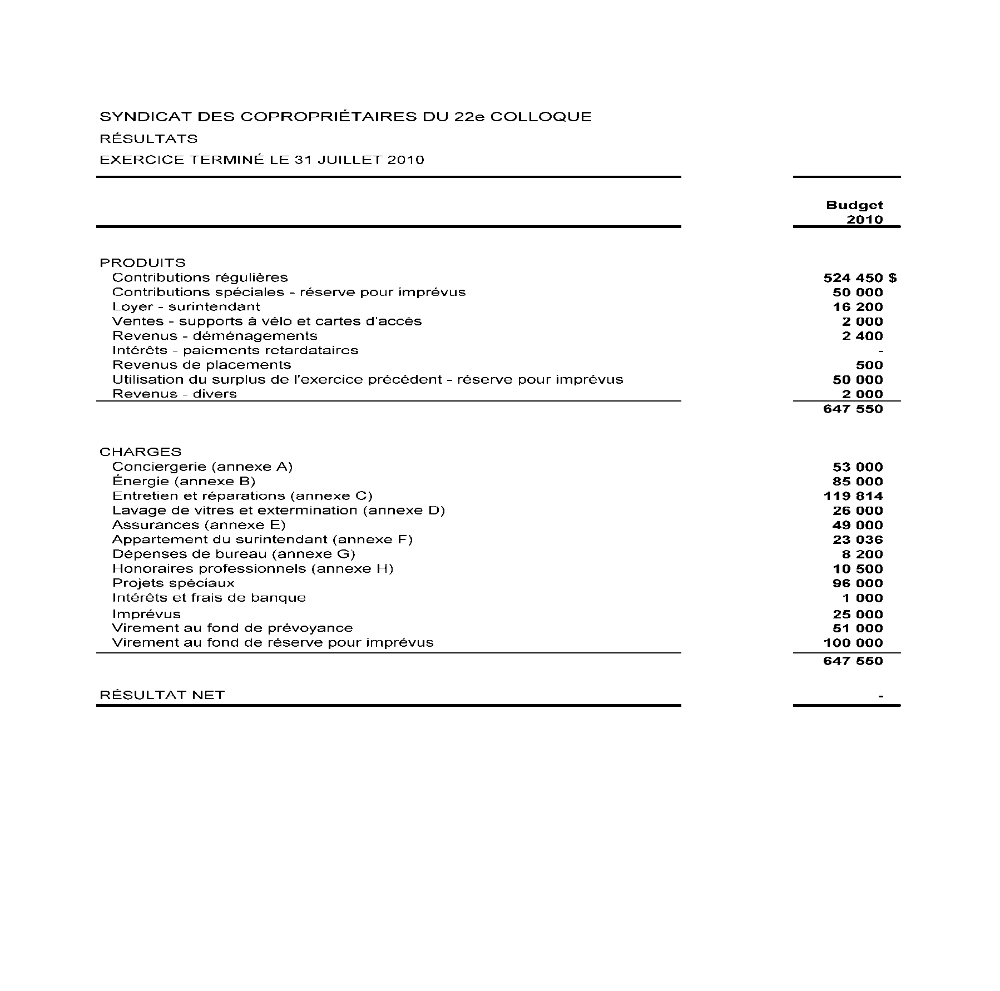 SYNDICAT DES COPROPRIÉTAIRES DU 22e COLLOQUE
RÉSULTATS
EXERCICE TERMINÉ LE 31 JUILLET 2010
Budget
2010
PRODUITS
Contributions régulières 524 450 $
Contributions spéciales - réserve pour imprévus 50 000
Loyer - surintendant 16 200
Ventes - supports à vélo et cartes d'accès 2 000
Revenus - déménagements 2 400
Intérêts - paiements retardataires -
Revenus de placements 500
Utilisation du surplus de l'exercice précédent - réserve pour imprévus 50 000
Revenus - divers 2 000
647 550
CHARGES
Conciergerie (annexe A) 53 000
Énergie (annexe B) 85 000
Entretien et réparations (annexe C) 119 814
Lavage de vitres et extermination (annexe D) 26 000
Assurances (annexe E) 49 000
Appartement du surintendant (annexe F) 23 036
Dépenses de bureau (annexe G) 8 200
Honoraires professionnels (annexe H) 10 500
Projets spéciaux 96 000
Intérêts et frais de banque 1 000
Imprévus 25 000
Virement au fond de prévoyance 51 000
Virement au fond de réserve pour imprévus 100 000
647 550
RÉSULTAT NET -